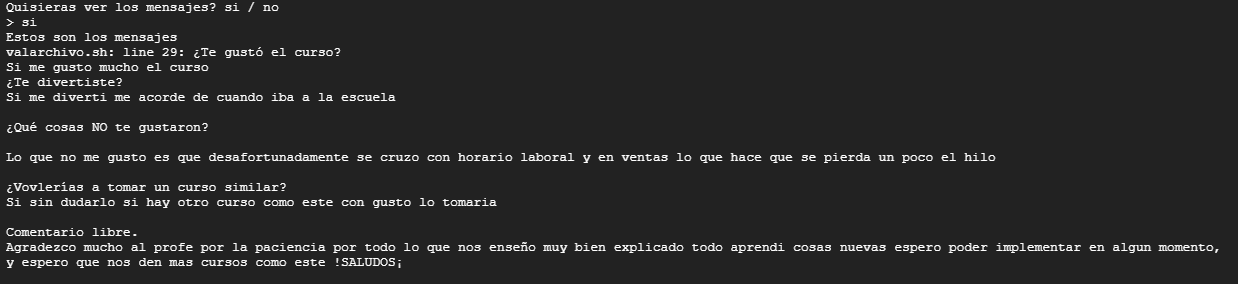 Quisieras ver los mensajes? si / no
> si
Estos son los mensajes
valarchivo.sh: line 29: ¿Te gustó el curso?
Si me gusto mucho el curso
¿Te divertiste?
Si me diverti me acorde de cuando iba a la escuela
¿Qué cosas NO te gustaron?
Lo que no me gusto es que desafortunadamente se cruzo con horario laboral y en ventas lo que hace que se pierda un poco el hilo
¿Vovlerías a tomar un curso similar?
Si sin dudarlo si hay otro curso como este con gusto lo tomaria
Comentario libre.
Agradezco mucho al profe por la paciencia por todo lo que nos enseño muy bien explicado todo aprendi cosas nuevas espero poder implementar en algun momento,
y espero que nos den mas cursos como este !SALUDOS¡